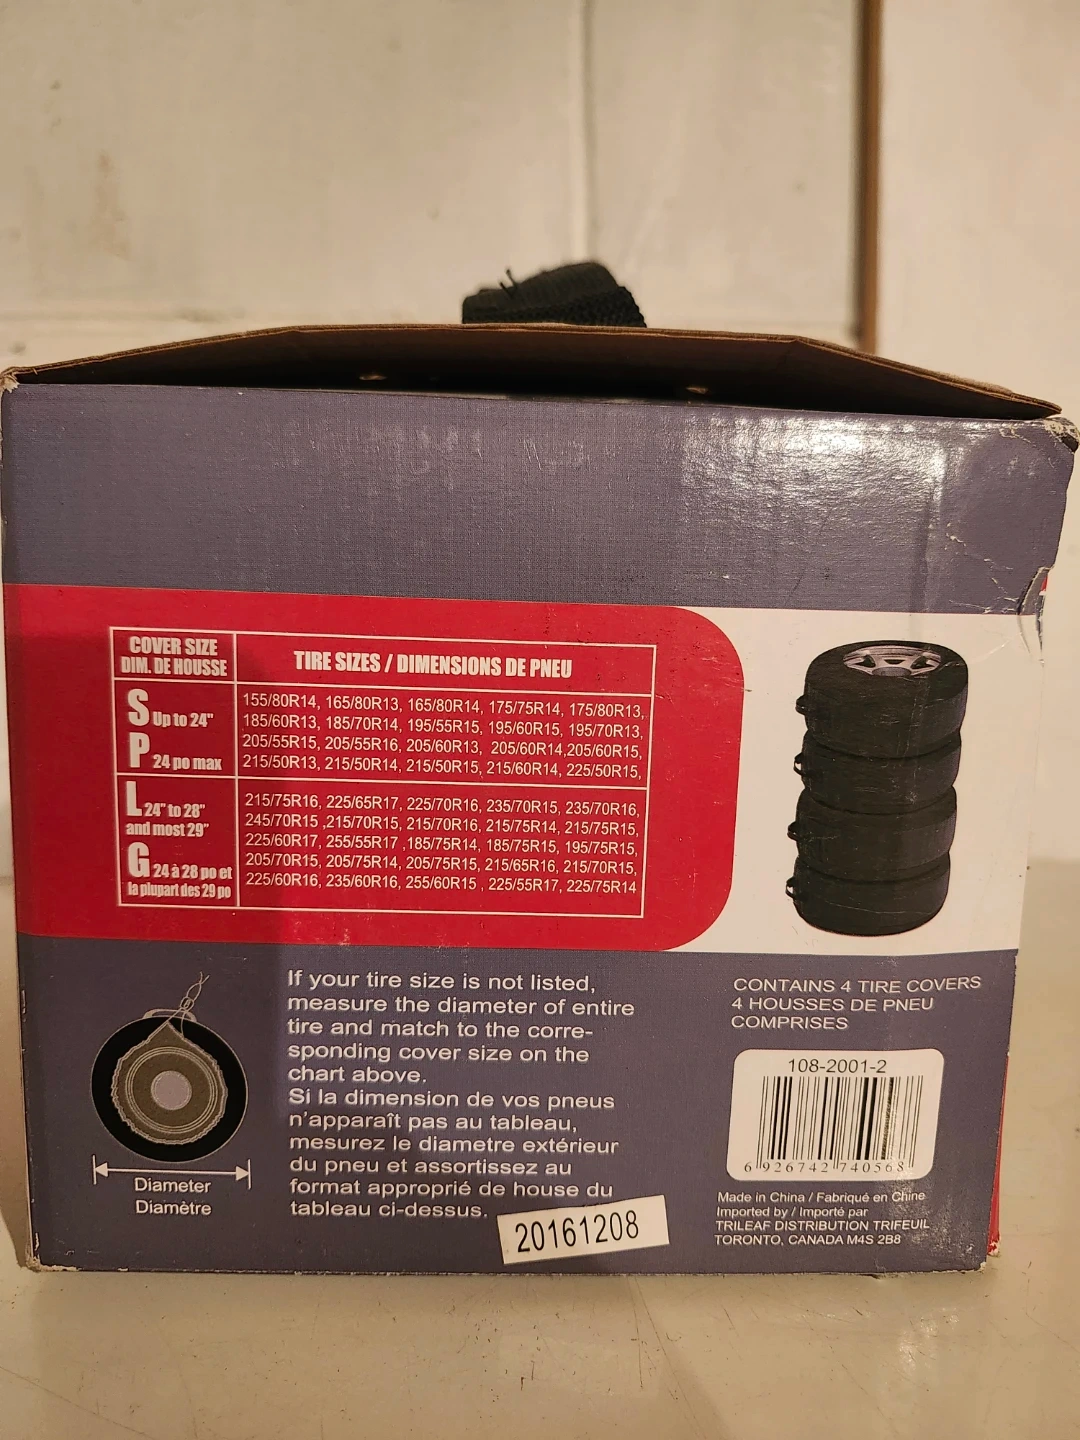 COVER SIZE
DIM. DE HOUSSE
TIRE SIZES / DIMENSIONS DE PNEU
S Up to 24"
P 24 po max
155/80R14, 165/80R13, 165/80R14, 175/75R14, 175/80R13,
185/60R13, 185/70R14, 195/55R15, 195/60R15, 195/70R13,
205/55R15, 205/55R16, 205/60R13, 205/60R14,205/60R15,
215/50R13, 215/50R14, 215/50R15, 215/60R14, 225/50R15,
L 24" to 28"
and most 29"
G 24 à 28 po et
la plupart des 29 po
215/75R16, 225/65R17, 225/70R16, 235/70R15, 235/70R16,
245/70R15 ,215/70R15, 215/70R16, 215/75R14, 215/75R15,
225/60R17, 255/55R17 ,185/75R14, 185/75R15, 195/75R15,
205/70R15, 205/75R14, 205/75R15, 215/65R16, 215/70R15,
225/60R16, 235/60R16, 255/60R15 , 225/55R17, 225/75R14
Diameter
Diamètre
If your tire size is not listed,
measure the diameter of entire
tire and match to the corre-
sponding cover size on the
chart above.
Si la dimension de vos pneus
n'apparaît pas au tableau,
mesurez le diametre extérieur
du pneu et assortissez au
format approprié de house du
tableau ci-dessus.
20161208
CONTAINS 4 TIRE COVERS
4 HOUSSES DE PNEU
COMPRISES
108-2001-2
6 926742 740568
Made in China / Fabriqué en Chine
Imported by / Importé par
TRILEAF DISTRIBUTION TRIFEUIL
TORONTO, CANADA M4S 2B8